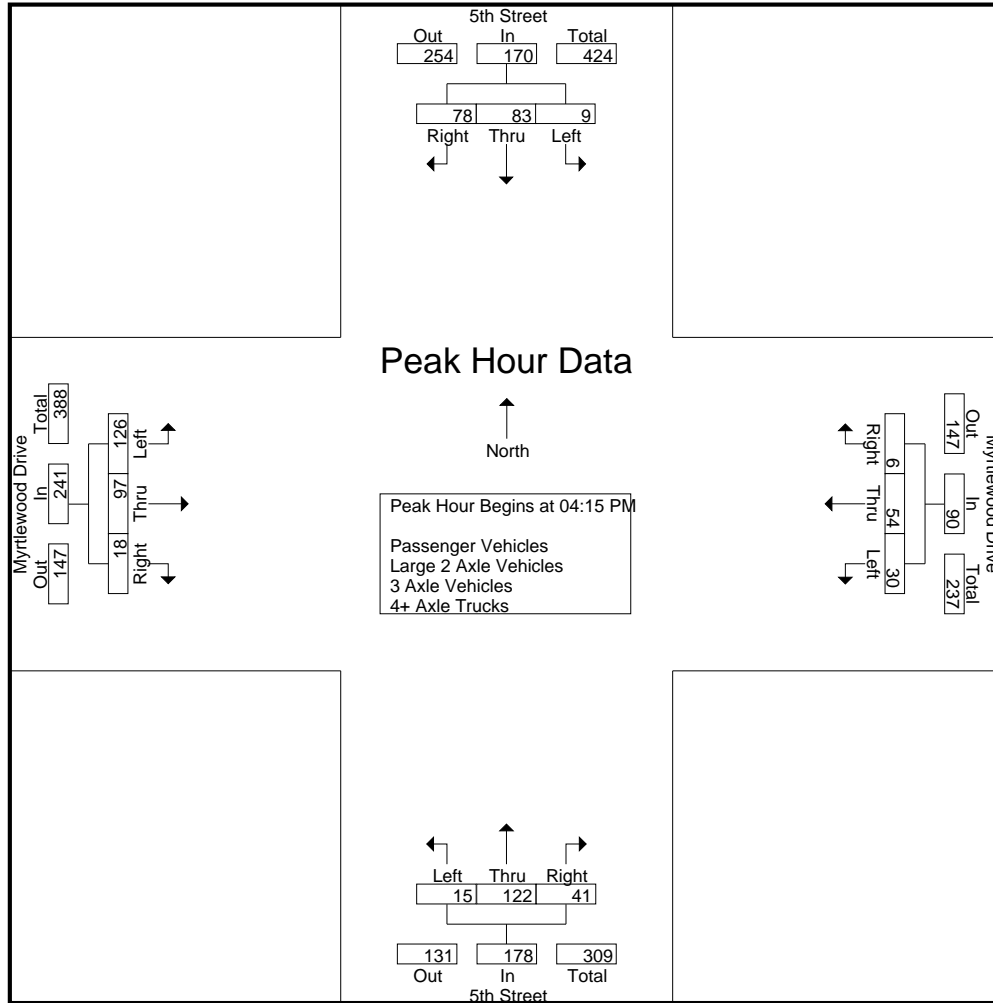 5th Street
Out In Total
254 170 424
78 83 9
Right Thru Left
Peak Hour Data
North
Peak Hour Begins at 04:15 PM
Passenger Vehicles
Large 2 Axle Vehicles
3 Axle Vehicles
4+ Axle Trucks
Myrtlewood Drive
Out In Total
147 241 388
18 97 126
Right Thru Left
Myrtlewood Drive
Out In Total
147 90 237
6 54 30
Right Thru Left
Left Thru Right
15 122 41
131 178 309
Out In Total
5th Street